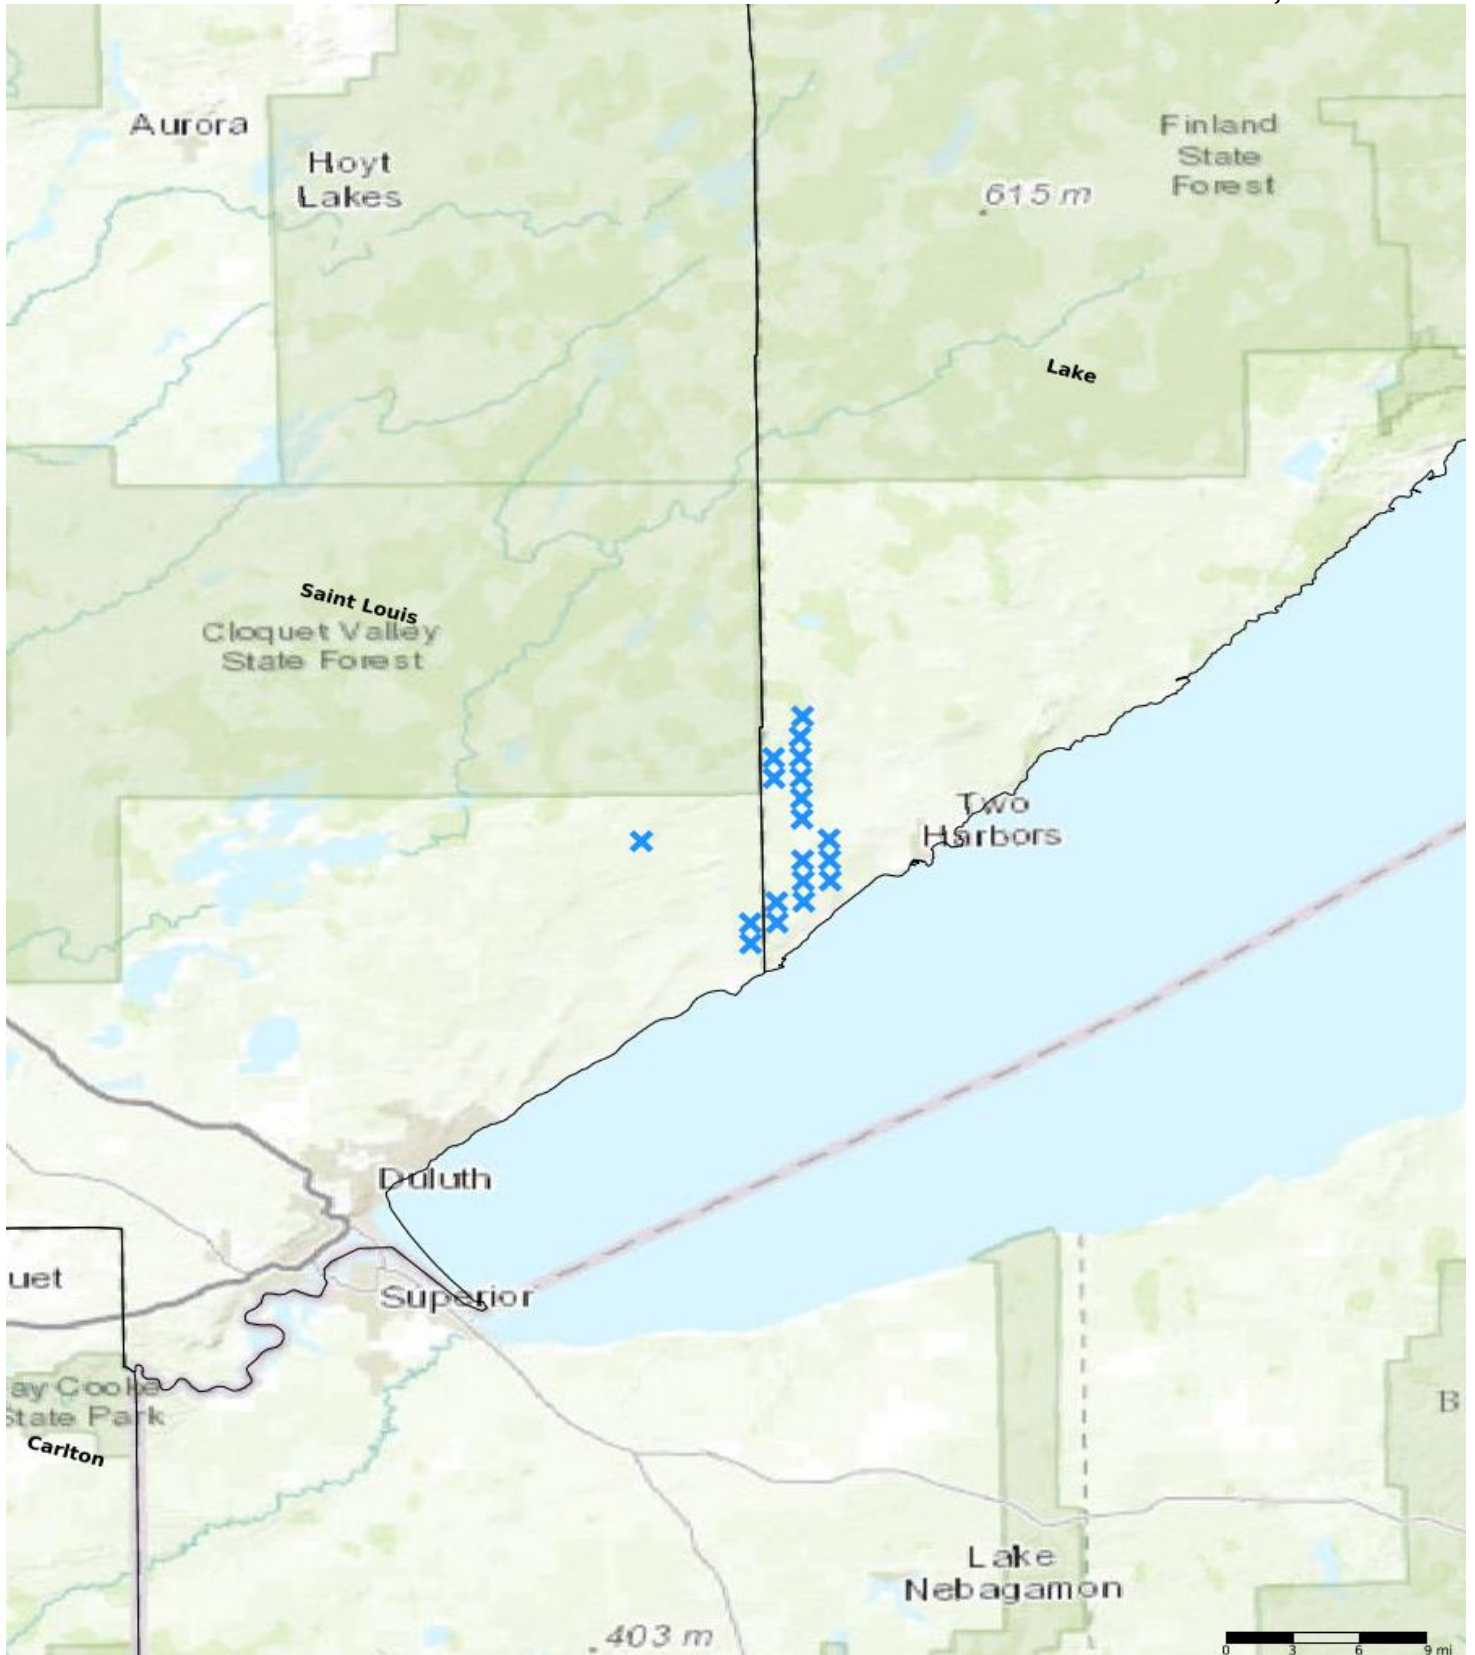 Aurora
Hoyt
Lakes
Finland
State
Forest
615 m
Lake
Saint Louis
Cloquet Valley
State Forest
Two
Harbors
Duluth
uet
Superior
ay Cooke
State Park
B
Carlton
Lake
Nebagamon
403 m
0 3 6 9 mi